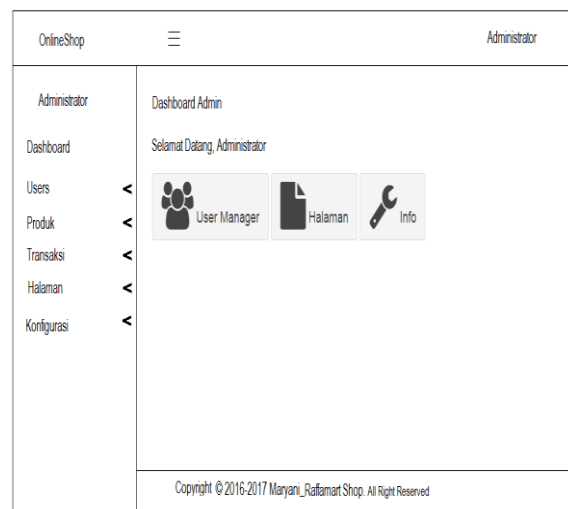 OnlineShop
Administrator
Administrator
Dashboard
Users <
Produk <
Transaksi <
Halaman <
Konfigurasi <
Dashboard Admin
Selamat Datang, Administrator
User Manager
Halaman
Info
Copyright © 2016-2017 Maryani_Raffamart Shop. All Right Reserved